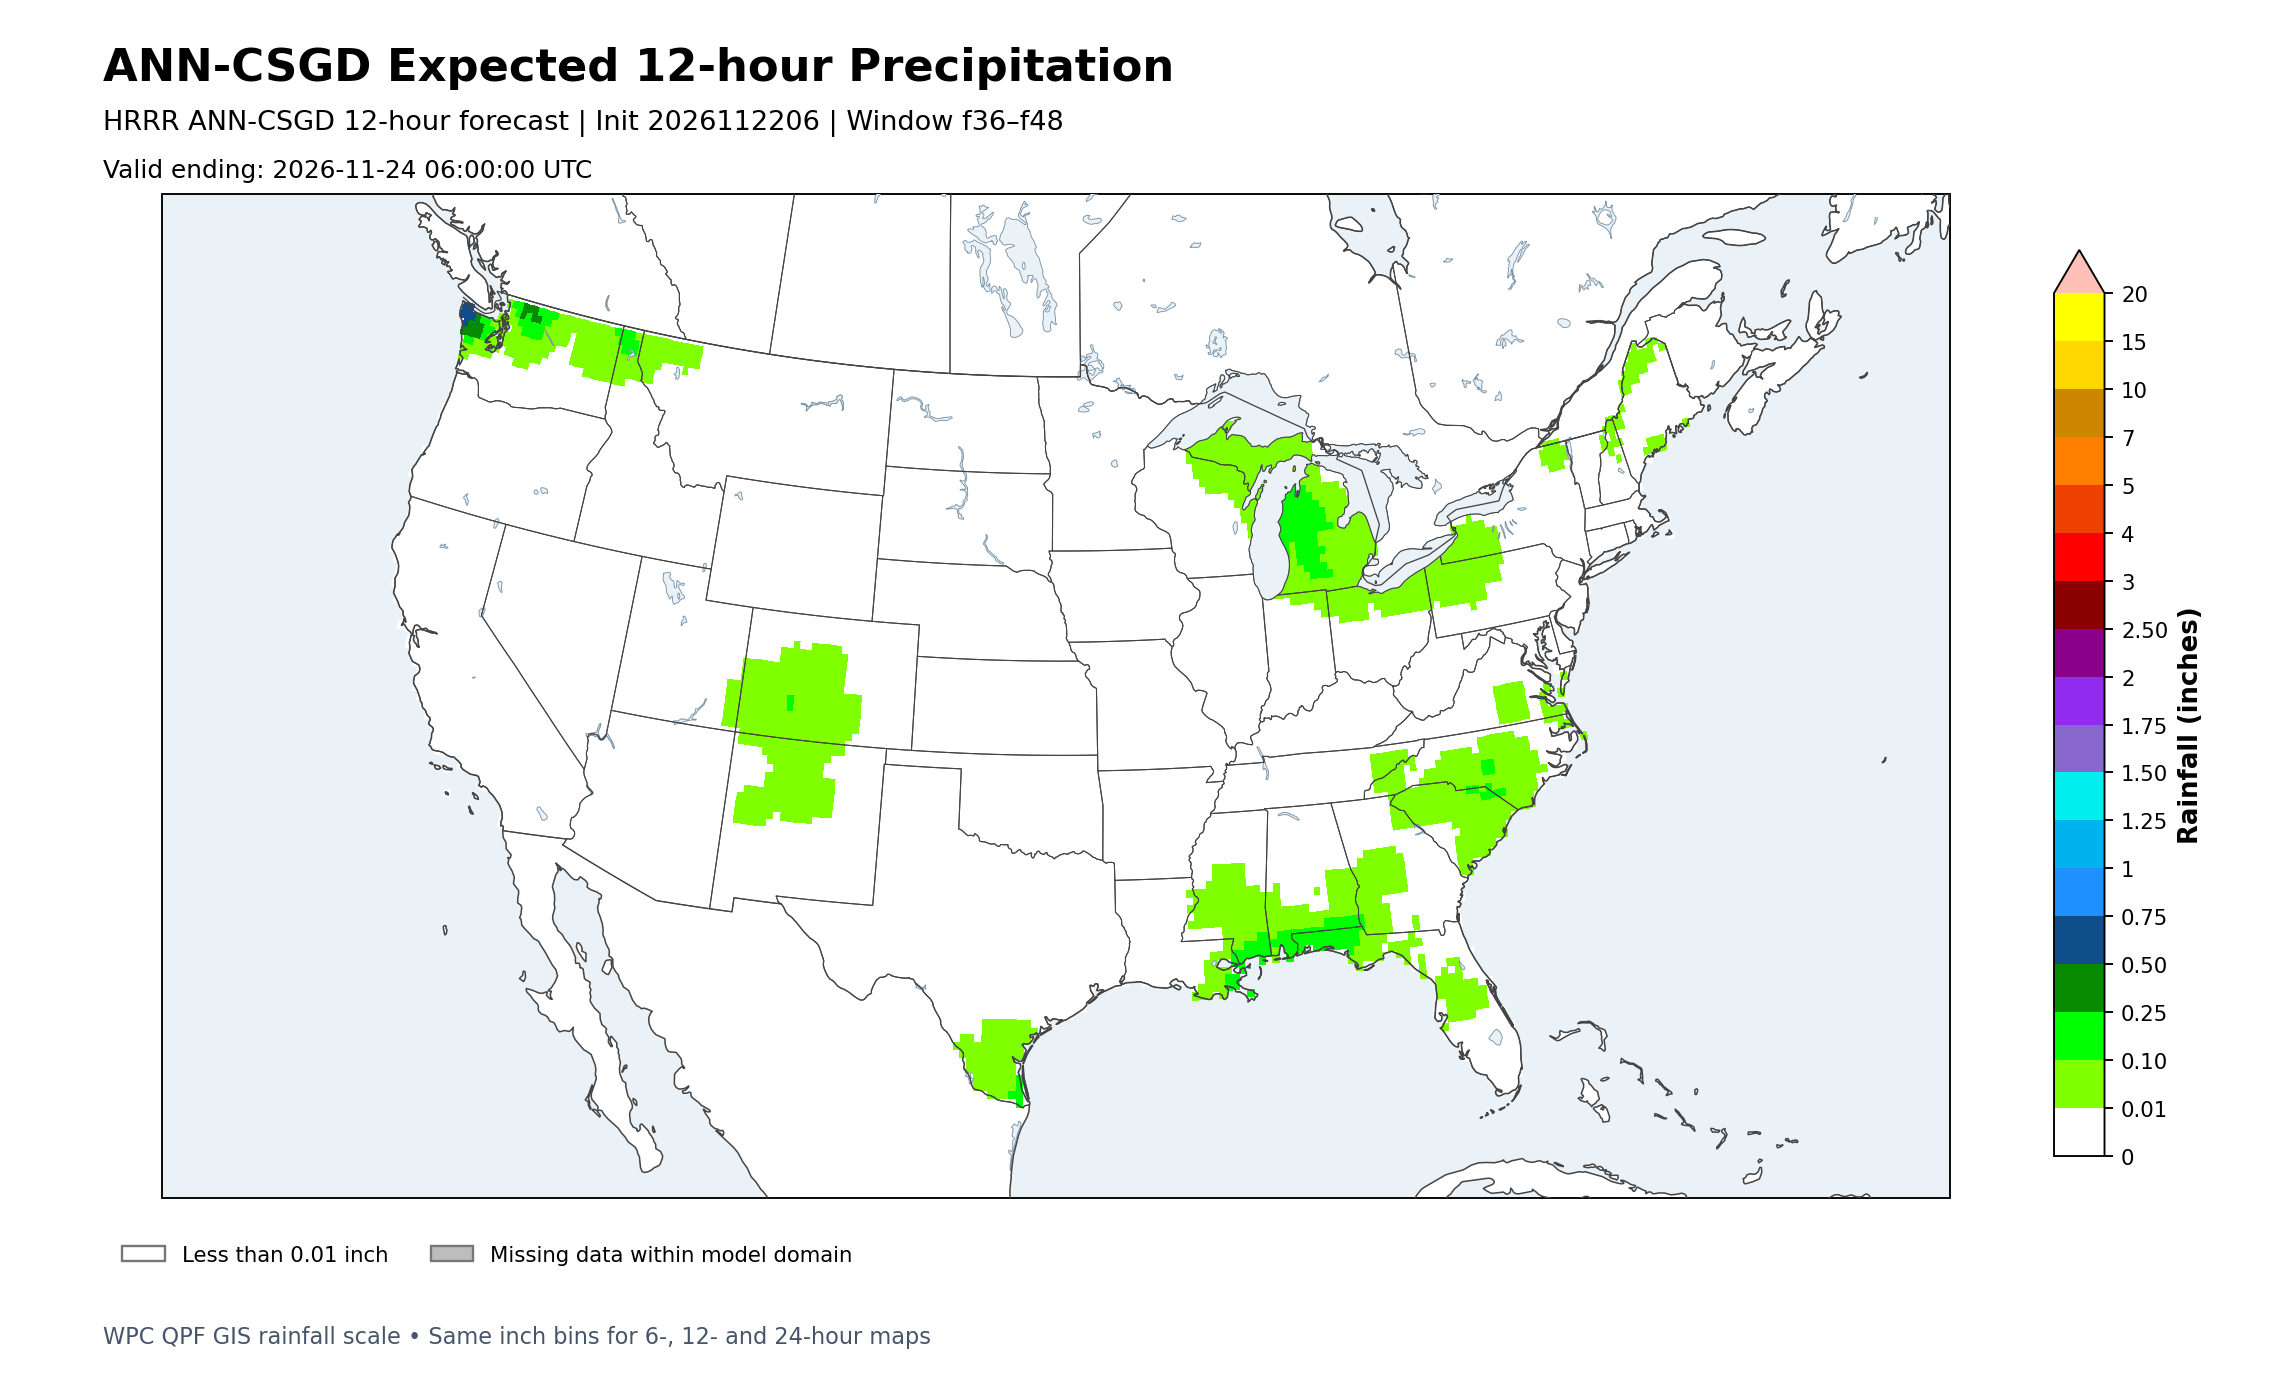 ANN-CSGD Expected 12-hour Precipitation
HRRR ANN-CSGD 12-hour forecast | Init 2026112206 | Window f36–f48
Valid ending: 2026-11-24 06:00:00 UTC
20
15
10
7
5
4
3
2.50
2
1.75
1.50
1.25
1
0.75
0.50
0.25
0.10
0.01
0
Rainfall (inches)
Less than 0.01 inch
Missing data within model domain
WPC QPF GIS rainfall scale • Same inch bins for 6-, 12- and 24-hour maps